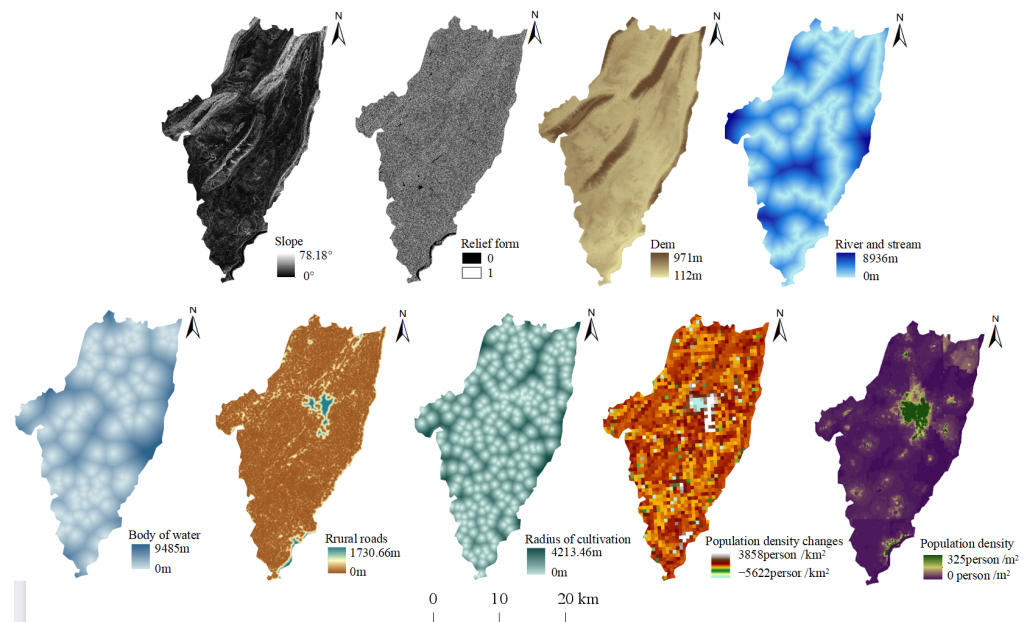 N
N
N
N
Slope
78.18°
0°
Relief form
0
1
Dem
971m
112m
River and stream
8936m
0m
N
N
N
N
N
Body of water
9485m
0m
Rrural roads
1730.66m
0m
Radius of cultivation
4213.46m
0m
Population density changes
3858person /km²
−5622persor /km²
Population density
325person /m²
0 person /m²
0 10 20 km